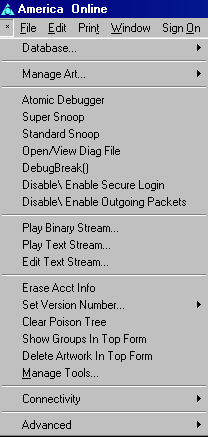 America Online
* File Edit Print Window Sign On
Database...
Manage Art...
Atomic Debugger
Super Snoop
Standard Snoop
Open/View Diag File
DebugBreak()
Disable\ Enable Secure Login
Disable\ Enable Outgoing Packets
Play Binary Stream...
Play Text Stream...
Edit Text Stream...
Erase Acct Info
Set Version Number...
Clear Poison Tree
Show Groups In Top Form
Delete Artwork In Top Form
Manage Tools...
Connectivity
Advanced